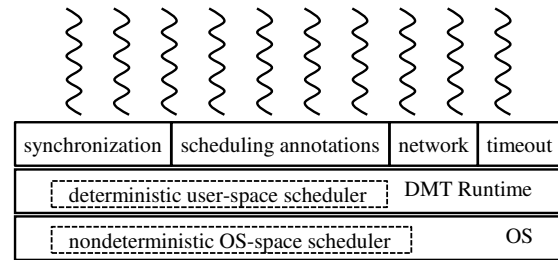 synchronization scheduling annotations network timeout
deterministic user-space scheduler DMT Runtime
nondeterministic OS-space scheduler OS